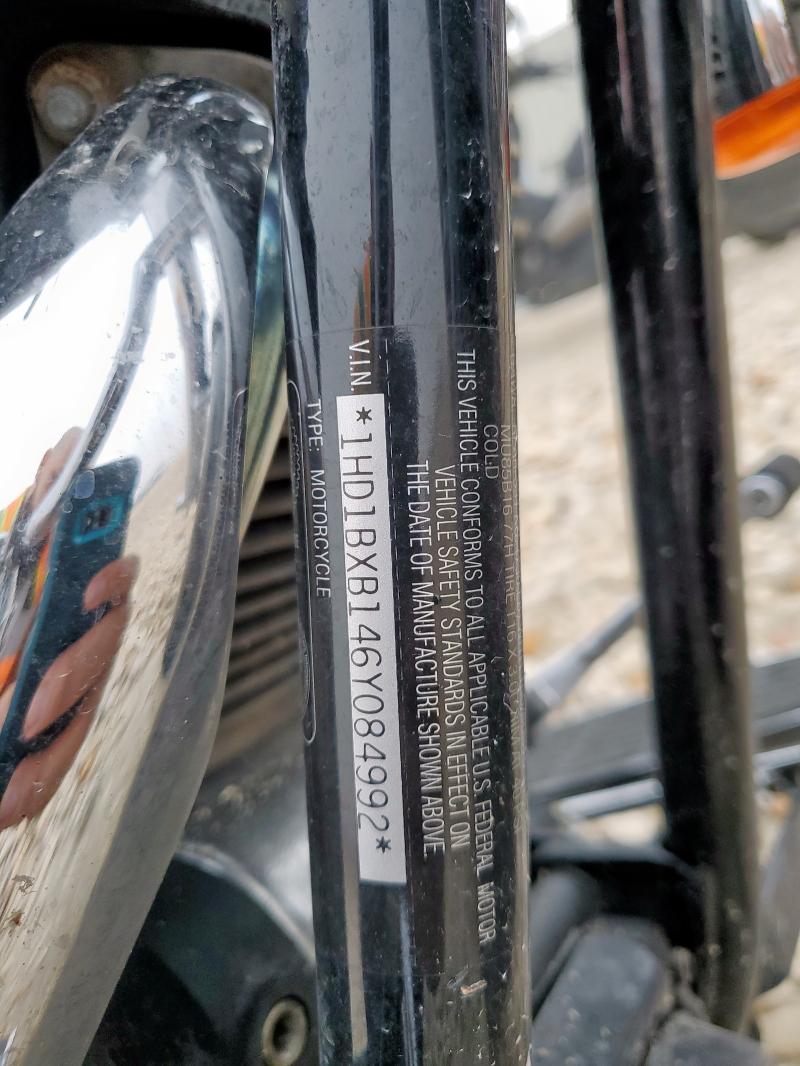 COLD
THIS VEHICLE CONFORMS TO ALL APPLICABLE U.S. FEDERAL MOTOR
VEHICLE SAFETY STANDARDS IN EFFECT ON
THE DATE OF MANUFACTURE SHOWN ABOVE.
V.I.N. *1HD1BXB146Y084992*
TYPE: MOTORCYCLE